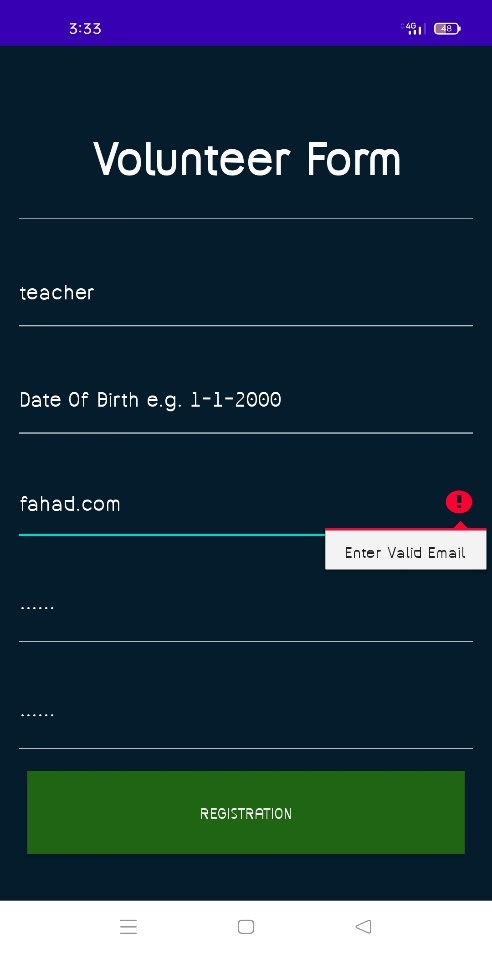 3:33
4G
48
Volunteer Form
teacher
Date Of Birth e.g. 1-1-2000
fahad.com
Enter Valid Email
......
......
REGISTRATION